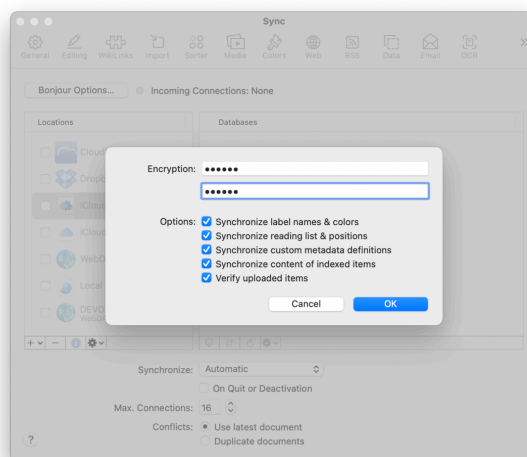 Sync
General Editing WikiLinks Import Sorter Media Colors Web RSS Data Email OCR
Bonjour Options... Incoming Connections: None
Locations Databases
Encryption: ●●●●●●
●●●●●●
Options: Synchronize label names & colors
Synchronize reading list & positions
Synchronize custom metadata definitions
Synchronize content of indexed items
Verify uploaded items
Cancel OK
Synchronize: Automatic
On Quit or Deactivation
Max. Connections: 16
Conflicts: Use latest document
? Duplicate documents